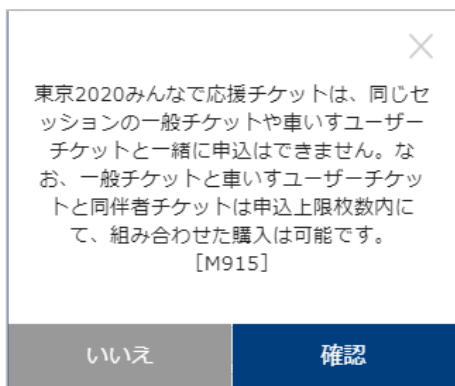 東京2020みんなで応援チケットは、同じセ
ッションの一般チケットや車いすユーザー
チケットと一緒に申込はできません。な
お、一般チケットと車いすユーザーチケッ
トと同伴者チケットは申込上限枚数内に
て、組み合わせた購入は可能です。
[M915]
いいえ
確認